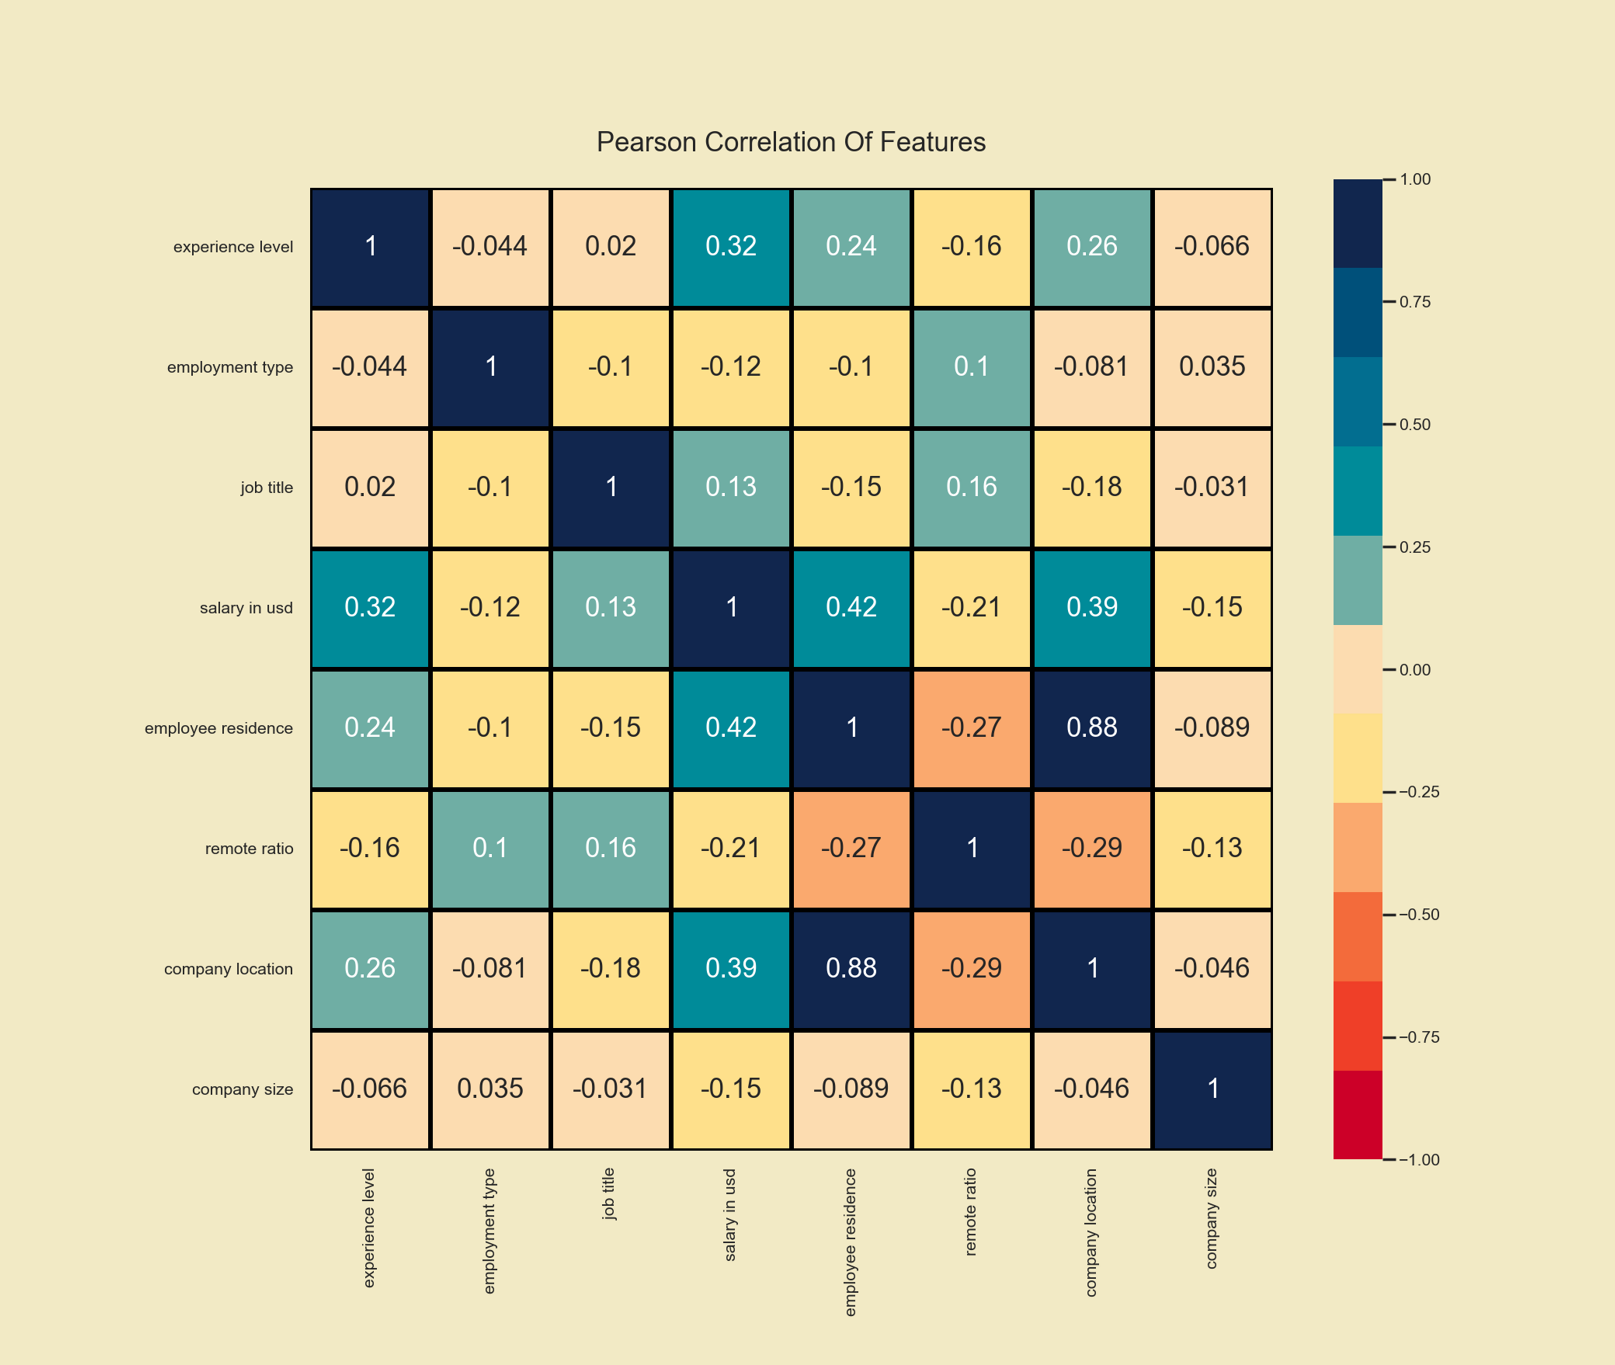 Pearson Correlation Of Features
experience level 1 -0.044 0.02 0.32 0.24 -0.16 0.26 -0.066
employment type -0.044 1 -0.1 -0.12 -0.1 0.1 -0.081 0.035
job title 0.02 -0.1 1 0.13 -0.15 0.16 -0.18 -0.031
salary in usd 0.32 -0.12 0.13 1 0.42 -0.21 0.39 -0.15
employee residence 0.24 -0.1 -0.15 0.42 1 -0.27 0.88 -0.089
remote ratio -0.16 0.1 0.16 -0.21 -0.27 1 -0.29 -0.13
company location 0.26 -0.081 -0.18 0.39 0.88 -0.29 1 -0.046
company size -0.066 0.035 -0.031 -0.15 -0.089 -0.13 -0.046 1
experience level
employment type
job title
salary in usd
employee residence
remote ratio
company location
company size
1.00
0.75
0.50
0.25
0.00
−0.25
−0.50
−0.75
−1.00